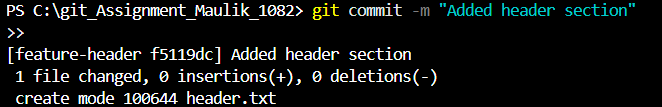 PS C:\git_Assignment_Maulik_1082> git commit -m "Added header section"
>>
[feature-header f5119dc] Added header section
 1 file changed, 0 insertions(+), 0 deletions(-)
 create mode 100644 header.txt